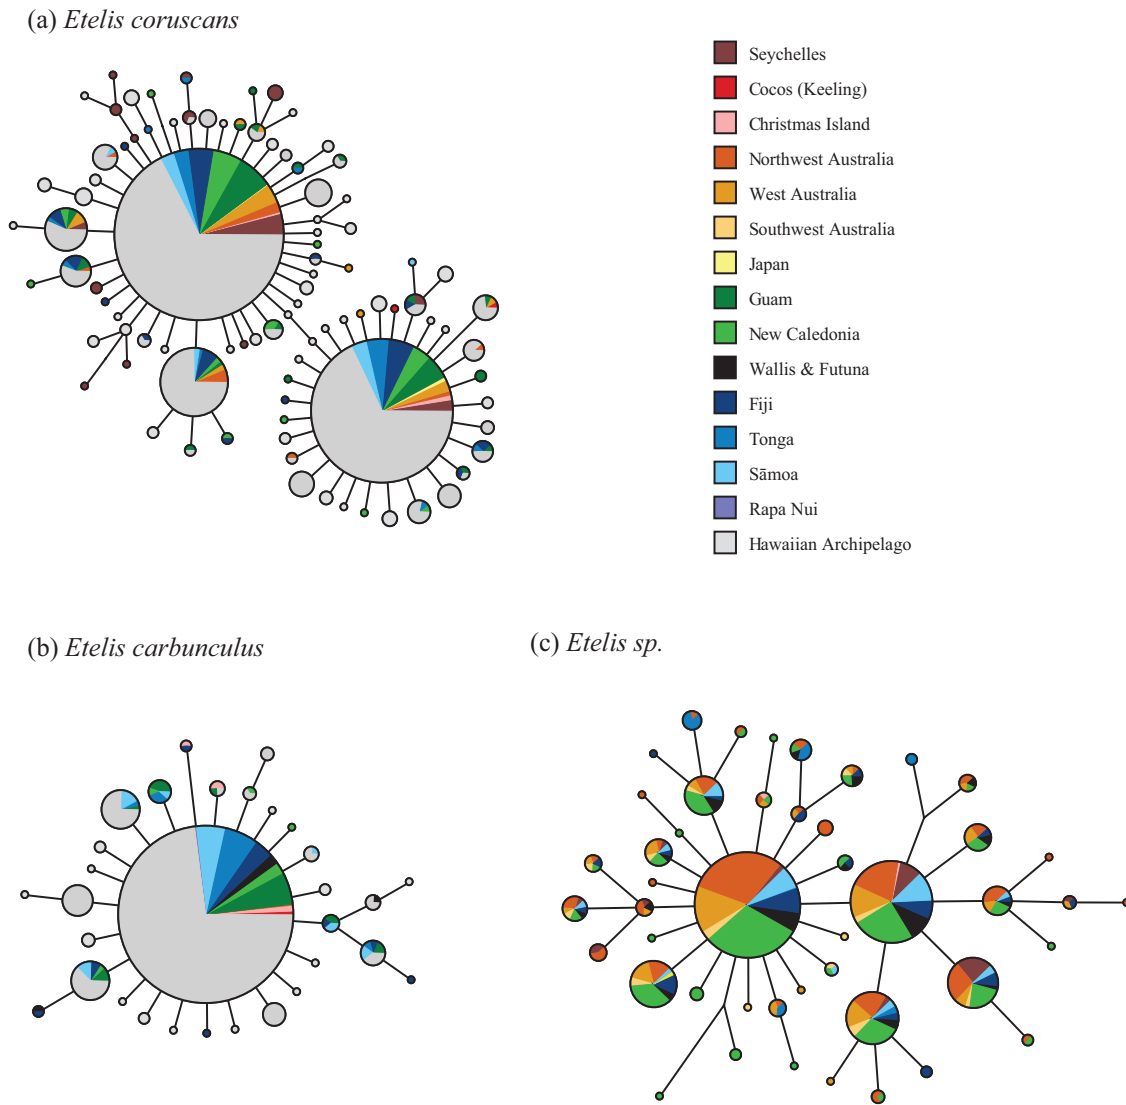 (a) Etelis coruscans
Seychelles
Cocos (Keeling)
Christmas Island
Northwest Australia
West Australia
Southwest Australia
Japan
Guam
New Caledonia
Wallis & Futuna
Fiji
Tonga
Sāmoa
Rapa Nui
Hawaiian Archipelago
(b) Etelis carbunculus
(c) Etelis sp.